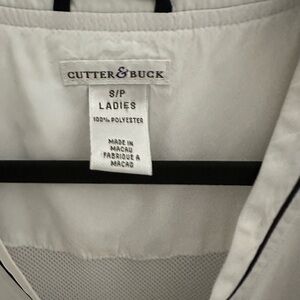 CUTTER & BUCK
S/P
LADIES
100% POLYESTER
MADE IN
MACAU
FABRIQUE A
MACAO